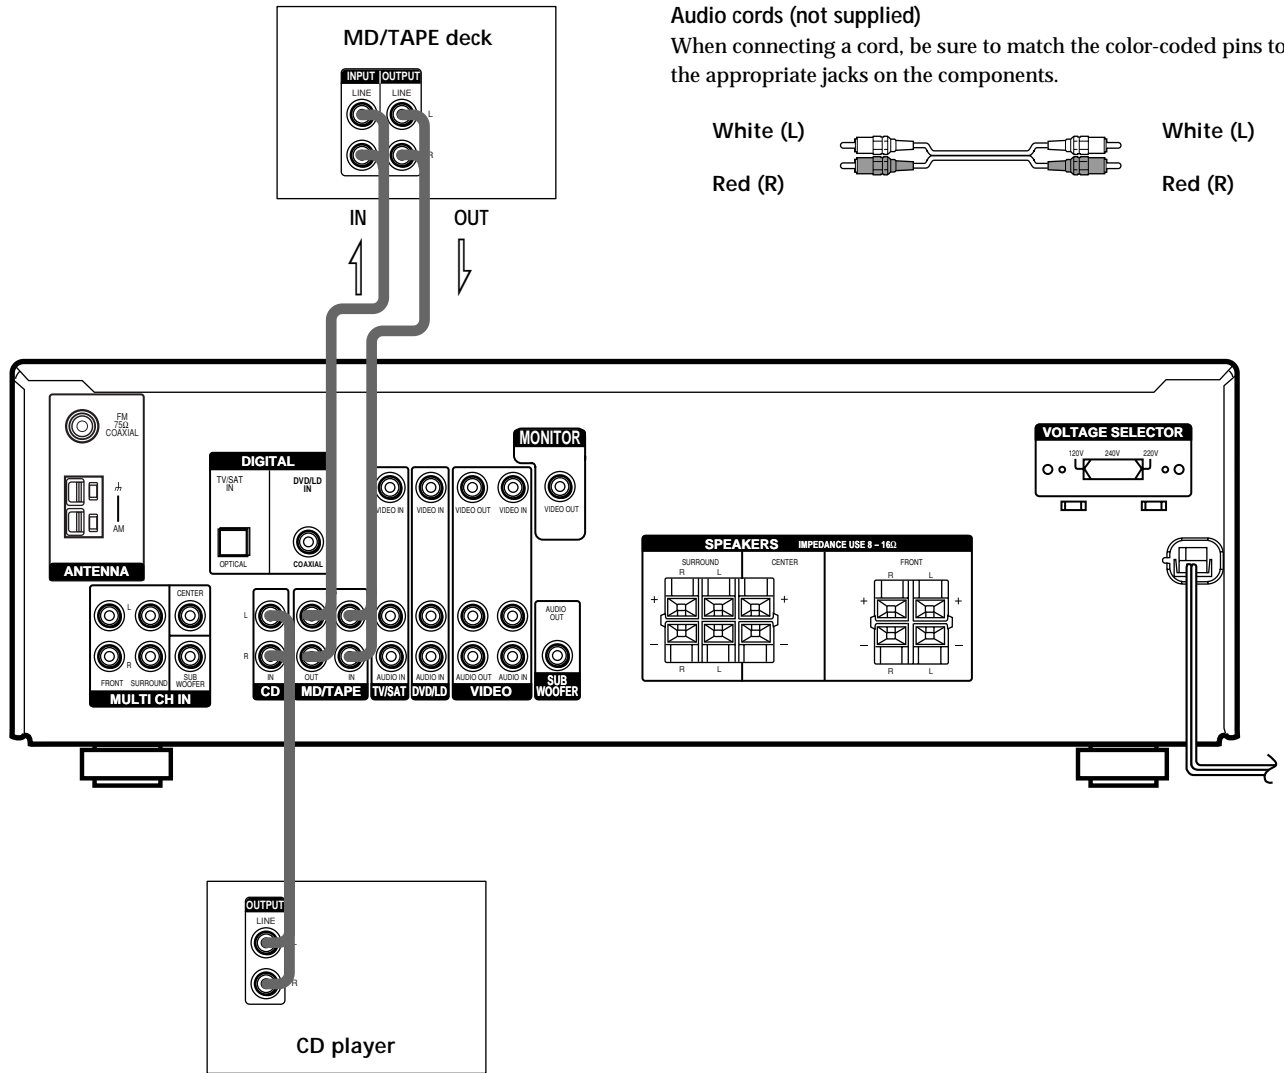 Audio cords (not supplied)
When connecting a cord, be sure to match the color-coded pins to
the appropriate jacks on the components.
White (L)
White (L)
Red (R)
Red (R)
MD/TAPE deck
INPUT OUTPUT
LINE LINE
L
R
IN OUT
ANTENNA
FM
75Ω
COAXIAL
AM
DIGITAL
TV/SAT
IN
DVD/LD
IN
OPTICAL
COAXIAL
MONITOR
VIDEO IN
VIDEO IN
VIDEO OUT
VIDEO IN
VIDEO OUT
VOLTAGE SELECTOR
120V 240V 220V
SPEAKERS IMPEDANCE USE 8 – 16Ω
SURROUND
CENTER
FRONT
R L
R L
+ + + +
– – – –
R L
R L
CENTER
L
R
FRONT SURROUND
SUB
WOOFER
MULTI CH IN
L
R
IN OUT IN AUDIO IN AUDIO IN AUDIO OUT AUDIO IN
CD MD/TAPE TV/SAT DVD/LD VIDEO
AUDIO
OUT
SUB
WOOFER
OUTPUT
LINE
L
R
CD player